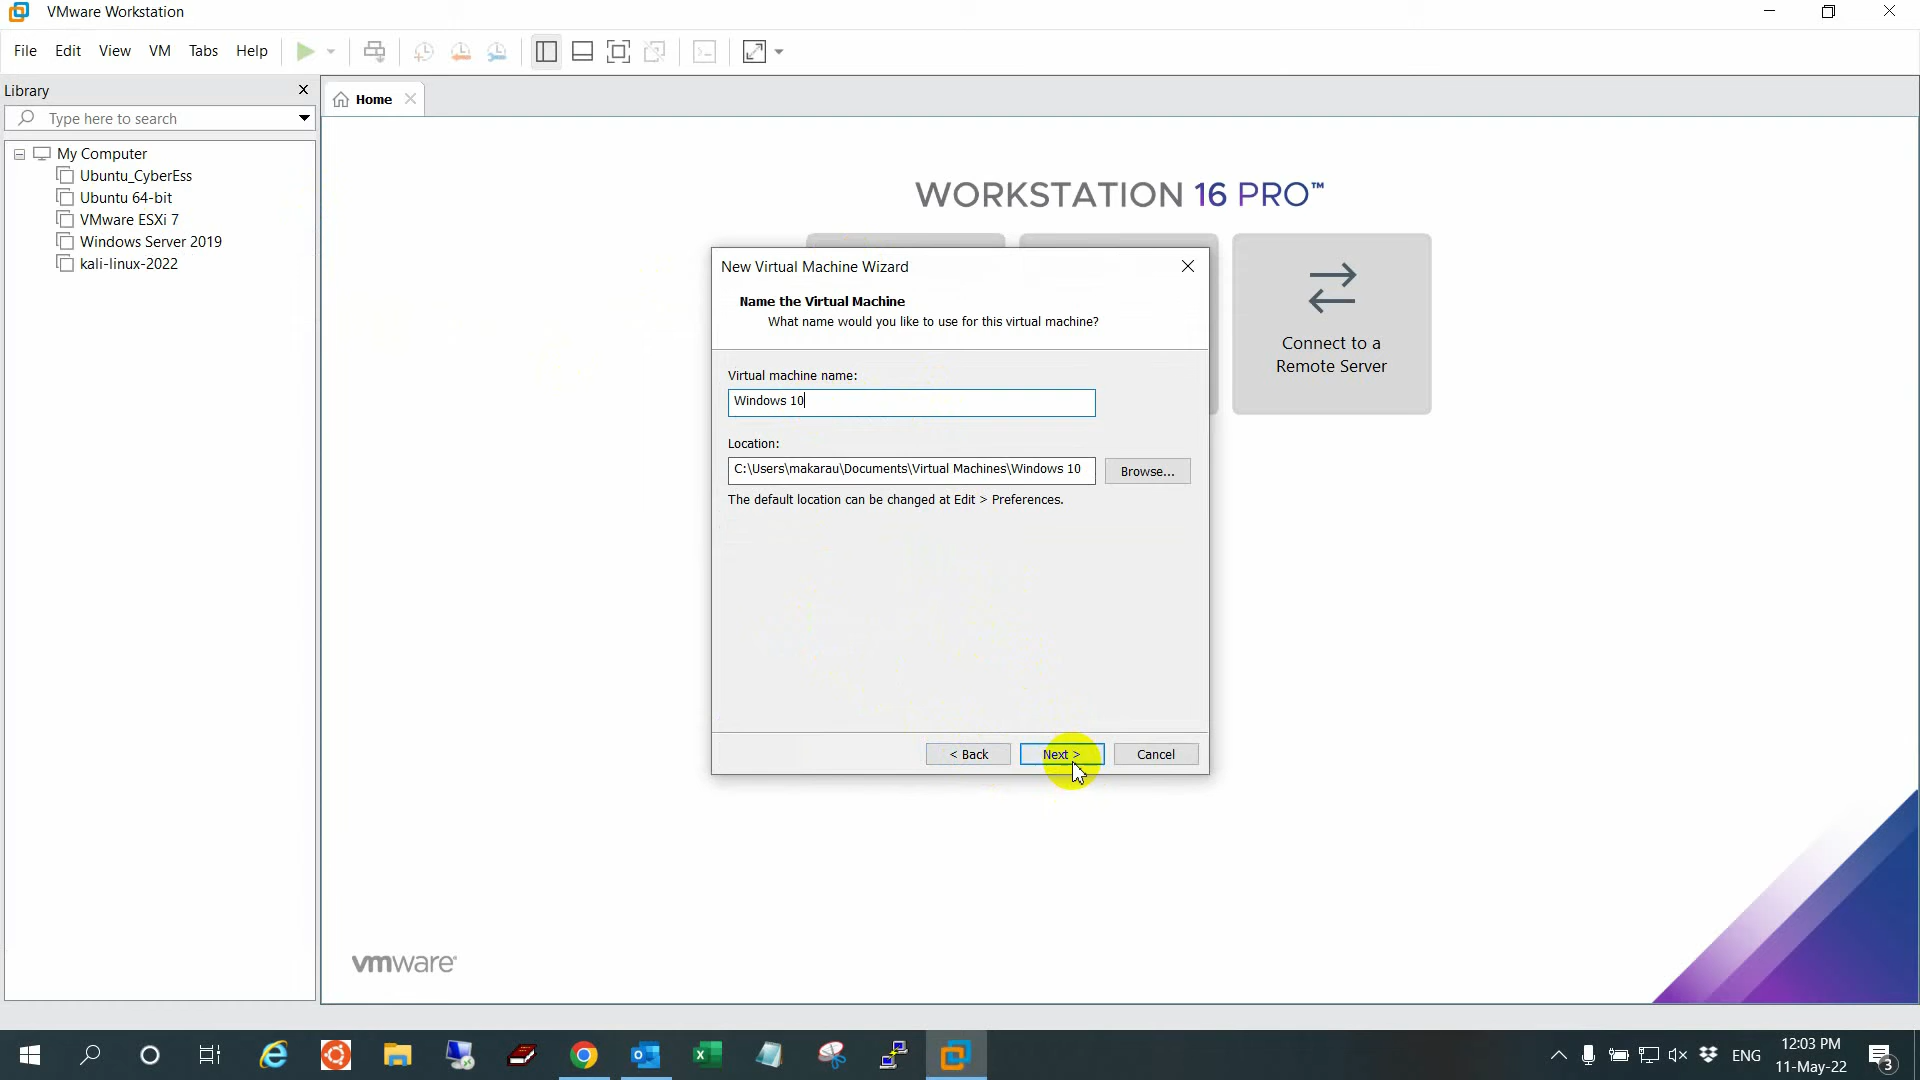 VMware Workstation
File Edit View VM Tabs Help
Library
Home
Type here to search
My Computer
Ubuntu_CyberEss
Ubuntu 64-bit
VMware ESXi 7
Windows Server 2019
kali-linux-2022
WORKSTATION 16 PRO™
Connect to a
Remote Server
New Virtual Machine Wizard
Name the Virtual Machine
What name would you like to use for this virtual machine?
Virtual machine name:
Windows 10
Location:
C:\Users\makarau\Documents\Virtual Machines\Windows 10
Browse...
The default location can be changed at Edit > Preferences.
< Back
Next >
Cancel
vmware
ENG
12:03 PM
11-May-22
3